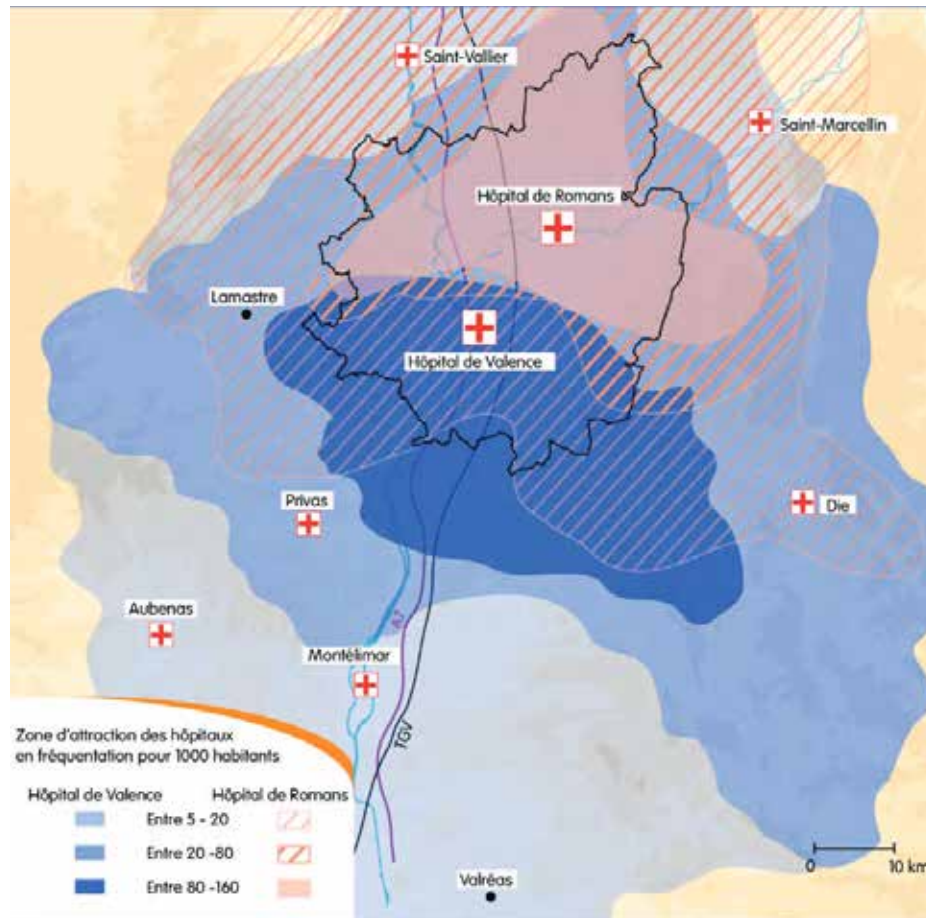 Saint-Vallier
Saint-Marcellin
Hôpital de Romans
Lamastre
Hôpital de Valence
Privas
Die
Aubenas
A7
Montélimar
TGV
Zone d'attraction des hôpitaux
en fréquentation pour 1000 habitants
Hôpital de Valence Hôpital de Romans
Entre 5 - 20
Entre 20 -80
Entre 80 -160
Valréas
0 10 km